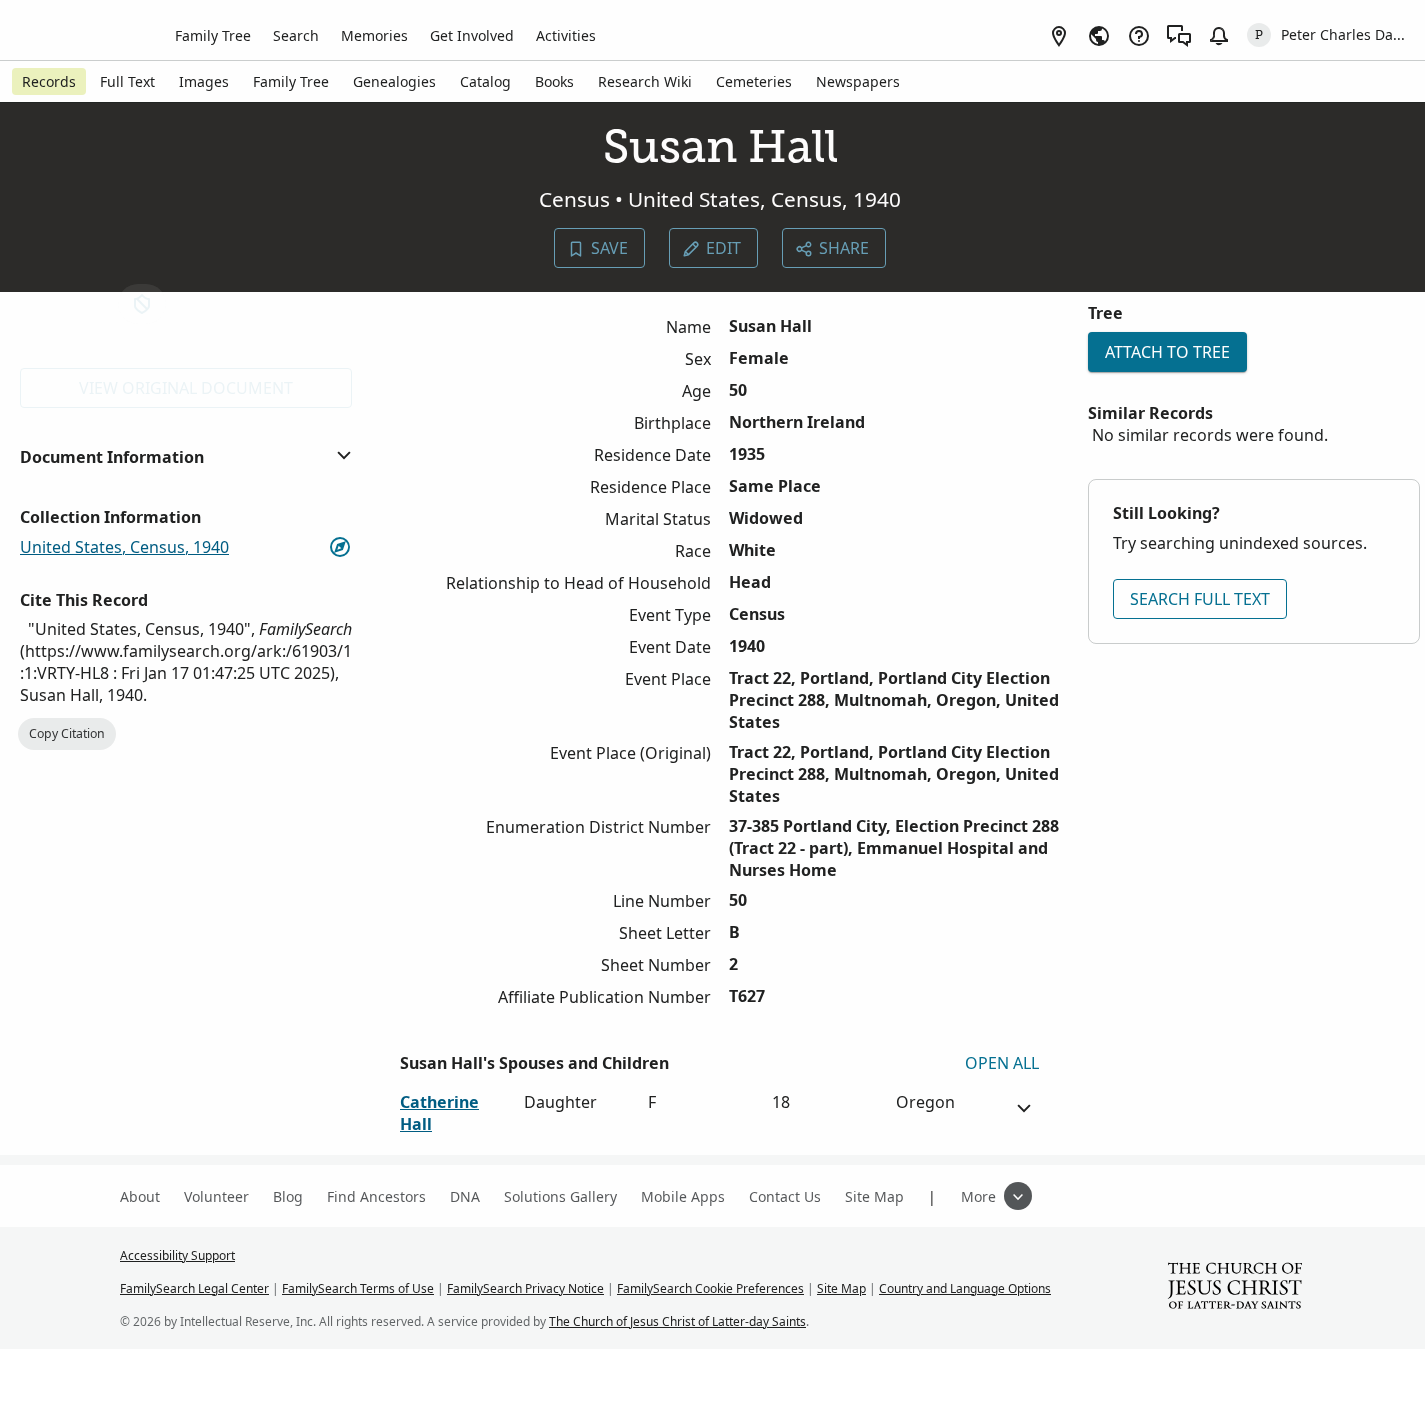 Family Tree Search Memories Get Involved Activities P Peter Charles Da...
Records Full Text Images Family Tree Genealogies Catalog Books Research Wiki Cemeteries Newspapers
Susan Hall
Census • United States, Census, 1940
SAVE EDIT SHARE
VIEW ORIGINAL DOCUMENT
Document Information
Collection Information
United States, Census, 1940
Cite This Record
"United States, Census, 1940", FamilySearch
(https://www.familysearch.org/ark:/61903/1
:1:VRTY-HL8 : Fri Jan 17 01:47:25 UTC 2025),
Susan Hall, 1940.
Copy Citation
Name Susan Hall
Sex Female
Age 50
Birthplace Northern Ireland
Residence Date 1935
Residence Place Same Place
Marital Status Widowed
Race White
Relationship to Head of Household Head
Event Type Census
Event Date 1940
Event Place Tract 22, Portland, Portland City Election
Precinct 288, Multnomah, Oregon, United
States
Event Place (Original) Tract 22, Portland, Portland City Election
Precinct 288, Multnomah, Oregon, United
States
Enumeration District Number 37-385 Portland City, Election Precinct 288
(Tract 22 - part), Emmanuel Hospital and
Nurses Home
Line Number 50
Sheet Letter B
Sheet Number 2
Affiliate Publication Number T627
Susan Hall's Spouses and Children OPEN ALL
Catherine Daughter F 18 Oregon
Hall
Tree
ATTACH TO TREE
Similar Records
No similar records were found.
Still Looking?
Try searching unindexed sources.
SEARCH FULL TEXT
About Volunteer Blog Find Ancestors DNA Solutions Gallery Mobile Apps Contact Us Site Map | More
Accessibility Support
FamilySearch Legal Center | FamilySearch Terms of Use | FamilySearch Privacy Notice | FamilySearch Cookie Preferences | Site Map | Country and Language Options
© 2026 by Intellectual Reserve, Inc. All rights reserved. A service provided by The Church of Jesus Christ of Latter-day Saints.
THE CHURCH OF
JESUS CHRIST
OF LATTER-DAY SAINTS